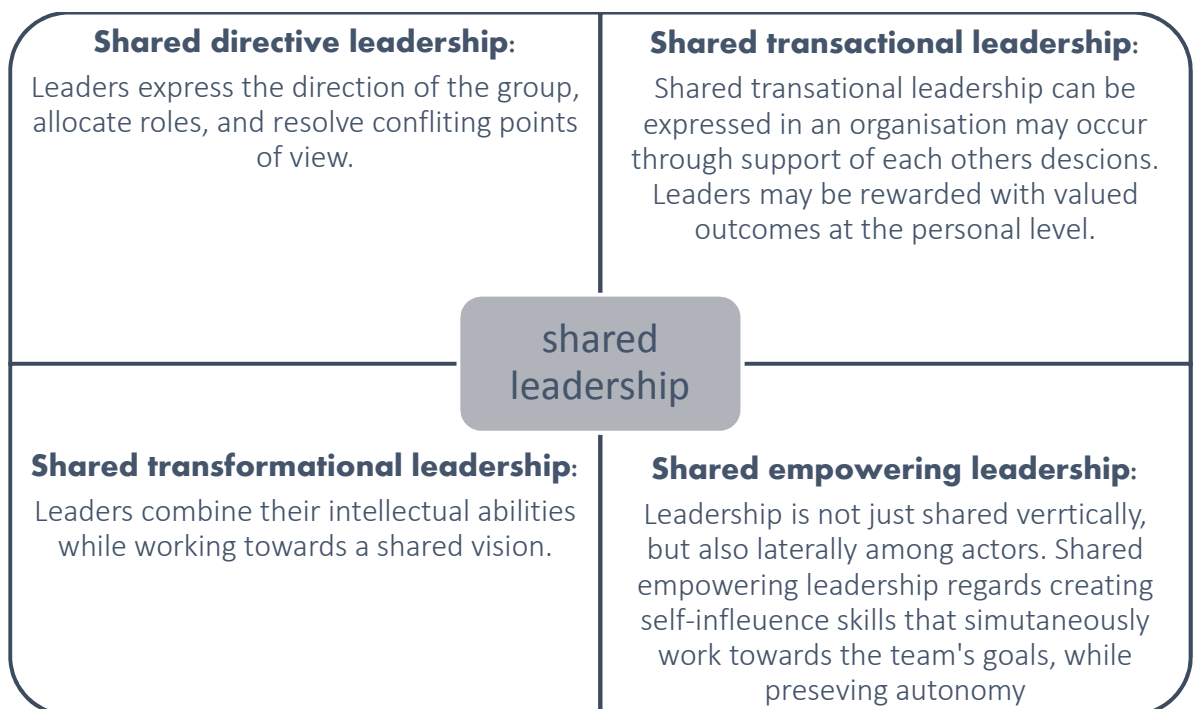 Shared directive leadership:
Leaders express the direction of the group,
allocate roles, and resolve confliting points
of view.
Shared transactional leadership:
Shared transational leadership can be
expressed in an organisation may occur
through support of each others descions.
Leaders may be rewarded with valued
outcomes at the personal level.
shared
leadership
Shared transformational leadership:
Leaders combine their intellectual abilities
while working towards a shared vision.
Shared empowering leadership:
Leadership is not just shared verrtically,
but also laterally among actors. Shared
empowering leadership regards creating
self-infleuence skills that simutaneously
work towards the team's goals, while
preseving autonomy